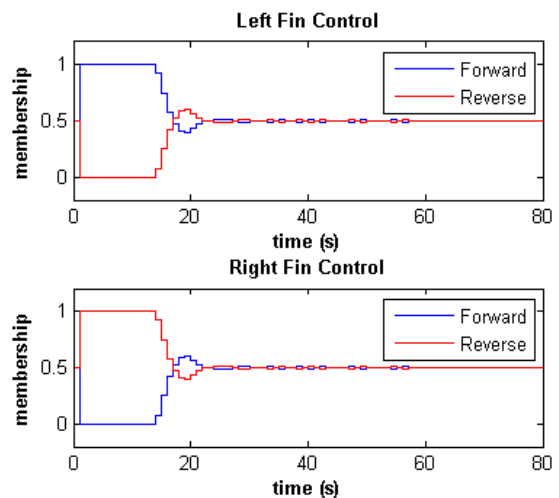 Left Fin Control
1
0.5
0
membership
Forward
Reverse
0 20 40 60 80
time (s)
Right Fin Control
1
0.5
0
membership
Forward
Reverse
0 20 40 60 80
time (s)